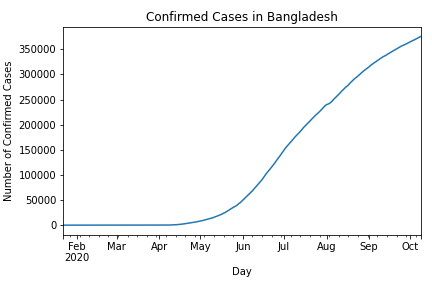 Confirmed Cases in Bangladesh
350000
300000
250000
200000
150000
100000
50000
0
Number of Confirmed Cases
Feb Mar Apr May Jun Jul Aug Sep Oct
2020
Day